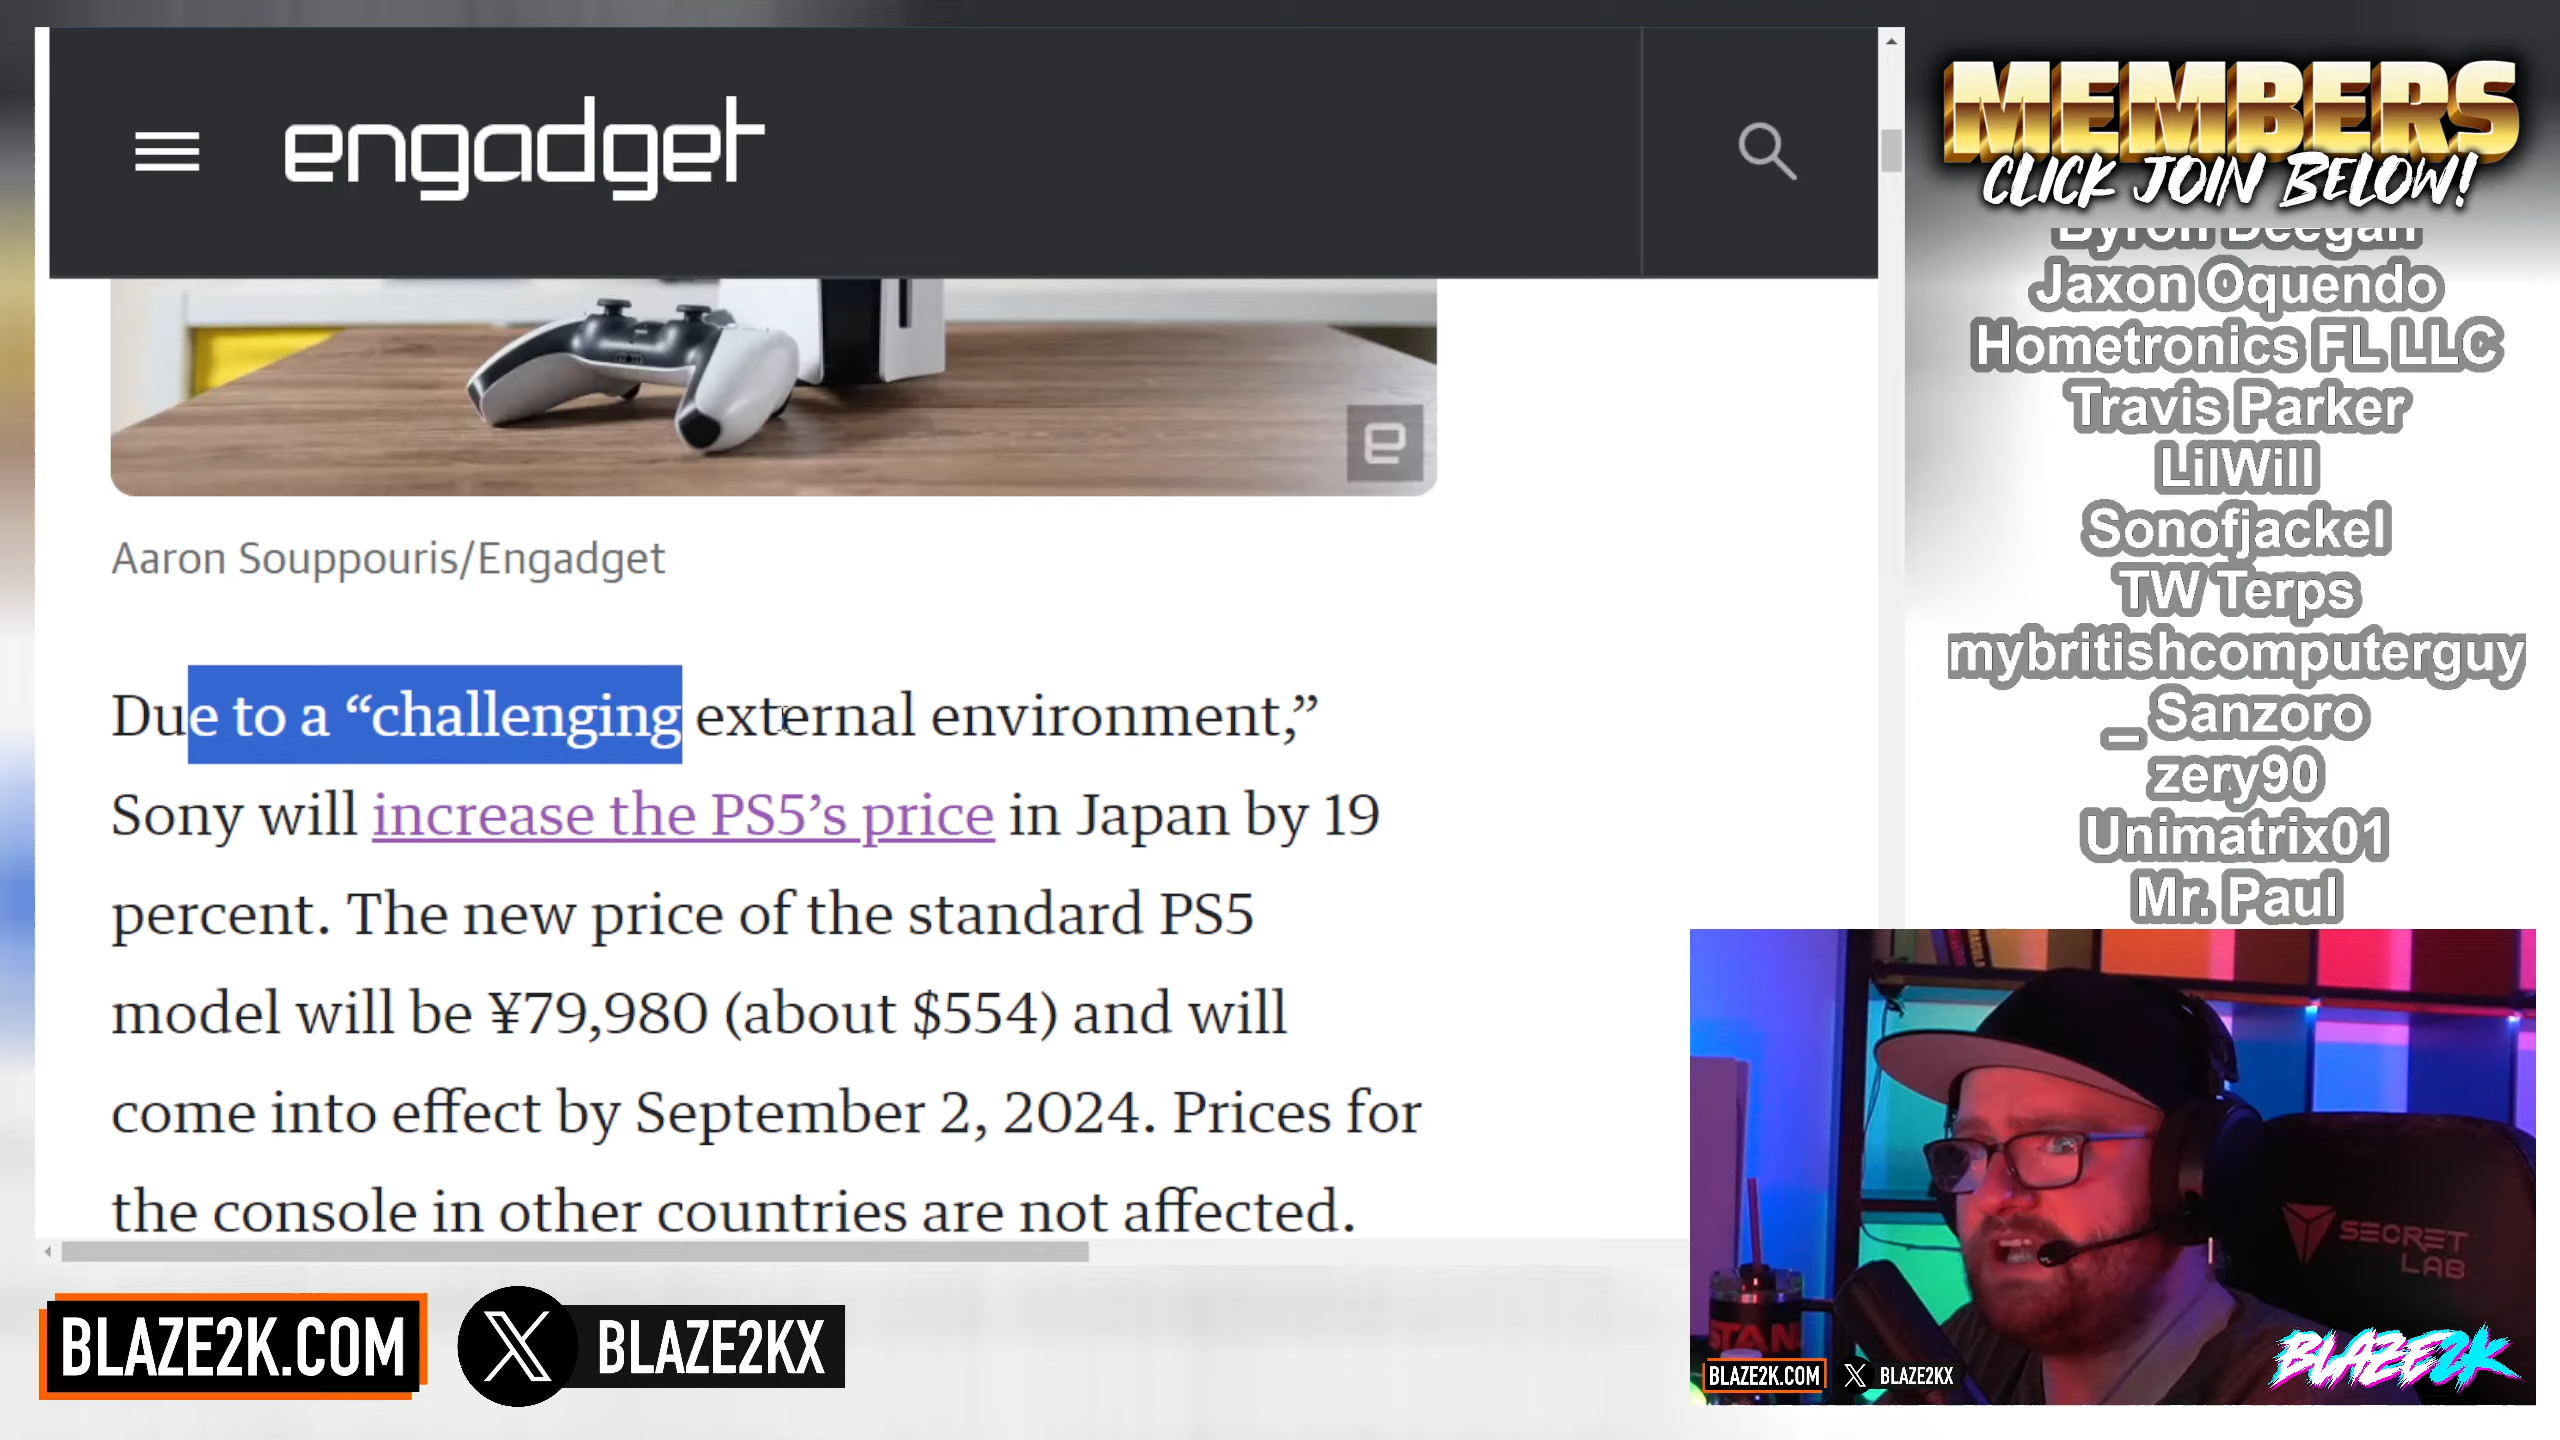 engadget
e
Aaron Souppouris/Engadget
Due to a “challenging external environment,”
Sony will increase the PS5’s price in Japan by 19
percent. The new price of the standard PS5
model will be ¥79,980 (about $554) and will
come into effect by September 2, 2024. Prices for
the console in other countries are not affected.
MEMBERS
CLICK JOIN BELOW!
Byron Deegan
Jaxon Oquendo
Hometronics FL LLC
Travis Parker
LilWill
Sonofjackel
TW Terps
mybritishcomputerguy
_ Sanzoro
zery90
Unimatrix01
Mr. Paul
SECRET
LAB
STAN
BLAZE2K.COM
X BLAZE2KX
BLAZE2K
BLAZE2K.COM
X BLAZE2KX